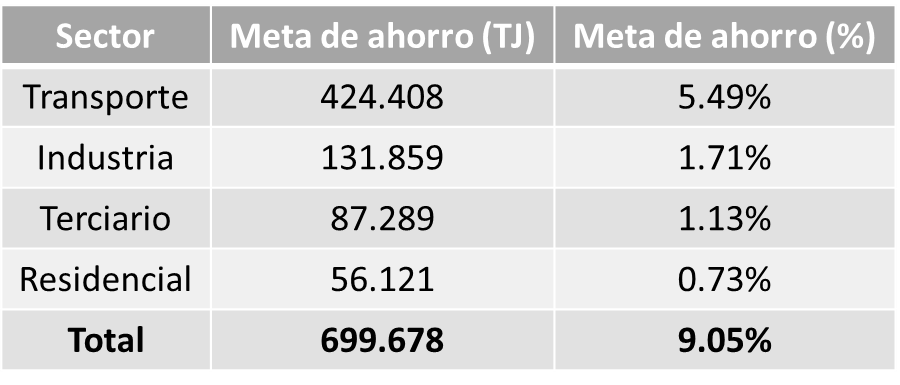 Sector Meta de ahorro (TJ) Meta de ahorro (%)
Transporte 424.408 5.49%
Industria 131.859 1.71%
Terciario 87.289 1.13%
Residencial 56.121 0.73%
Total 699.678 9.05%